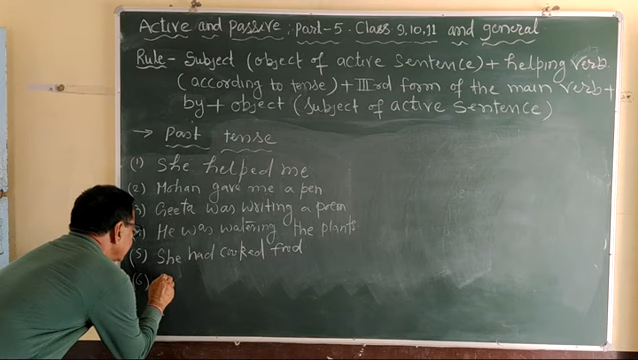 Active and passive : Part-5. Class 9,10,11 and general
Rule - Subject (object of active Sentence) + helping verb
(according to tense) + IIIrd form of the main verb +
by + object (subject of active Sentence)
→ Past tense
(1) She helped me
(2) Mohan gave me a pen
(3) Geeta was writing a poem
He was watering the plants
(5) She had cooked food
(6)